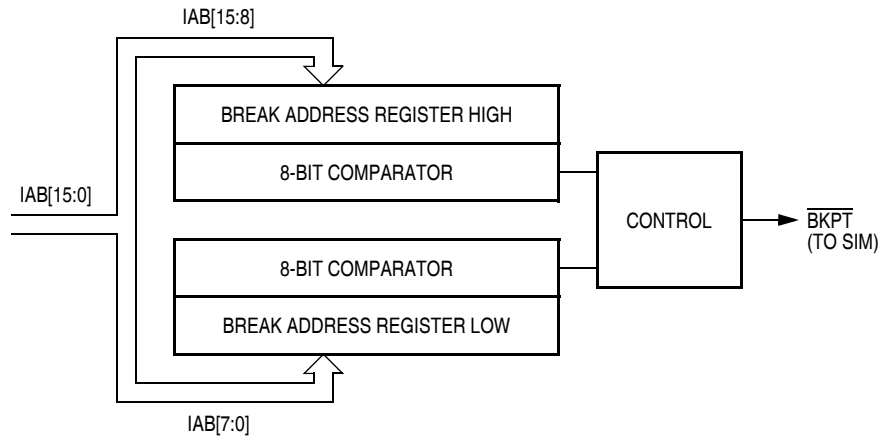 IAB[15:8]
BREAK ADDRESS REGISTER HIGH
8-BIT COMPARATOR
IAB[15:0]
CONTROL
BKPT
(TO SIM)
8-BIT COMPARATOR
BREAK ADDRESS REGISTER LOW
IAB[7:0]